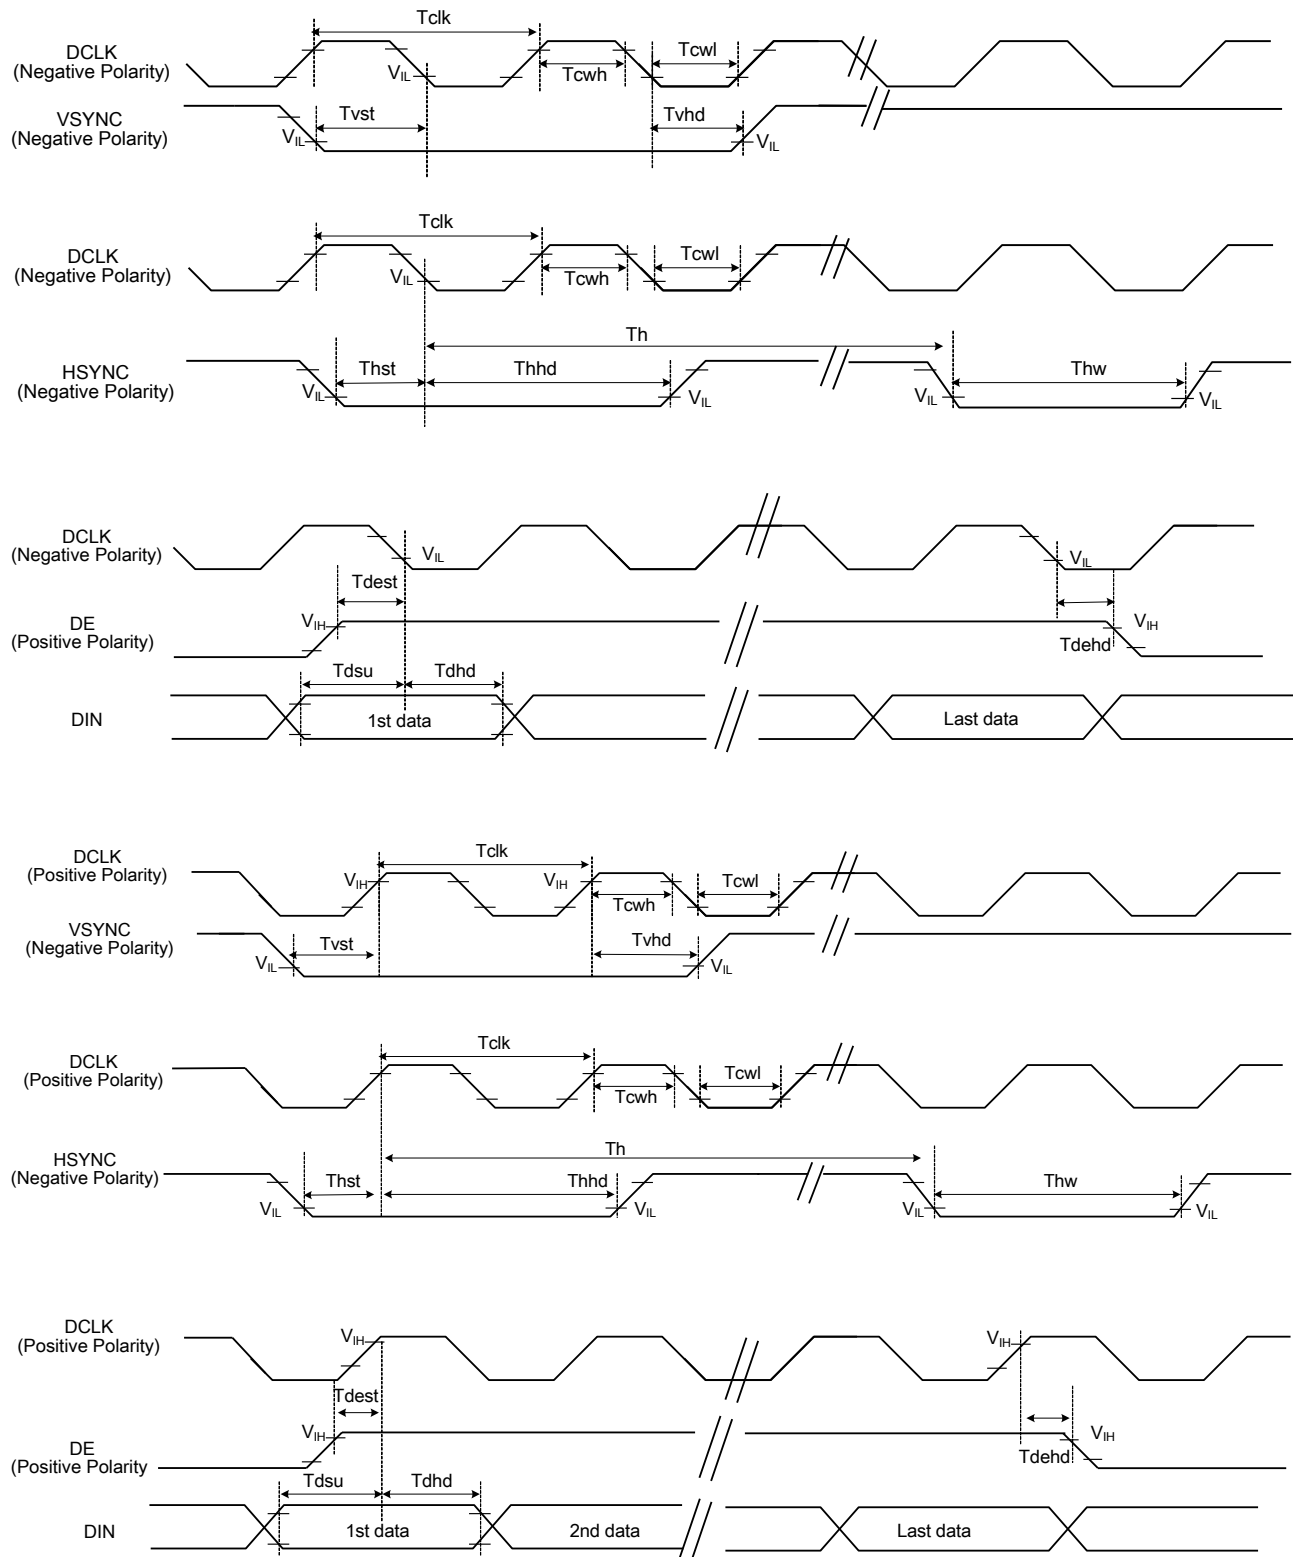 Tclk
DCLK
(Negative Polarity)
Tcwl
VIL
Tcwh
VSYNC
(Negative Polarity)
Tvst
Tvhd
VIL
VIL
Tclk
DCLK
(Negative Polarity)
Tcwl
VIL
Tcwh
Th
HSYNC
(Negative Polarity)
Thst
Thhd
Thw
VIL
VIL
VIL
VIL
DCLK
(Negative Polarity)
VIL
VIL
Tdest
DE
(Positive Polarity)
VIH
VIH
Tdehd
Tdsu
Tdhd
DIN
1st data
Last data
DCLK
(Positive Polarity)
Tclk
VIH
VIH
Tcwl
Tcwh
VSYNC
(Negative Polarity)
Tvst
Tvhd
VIL
VIL
Tclk
DCLK
(Positive Polarity)
Tcwl
Tcwh
Th
HSYNC
(Negative Polarity)
Thst
Thhd
Thw
VIL
VIL
VIL
VIL
DCLK
(Positive Polarity)
VIH
VIH
Tdest
DE
(Positive Polarity
VIH
VIH
Tdehd
Tdsu
Tdhd
DIN
1st data
2nd data
Last data